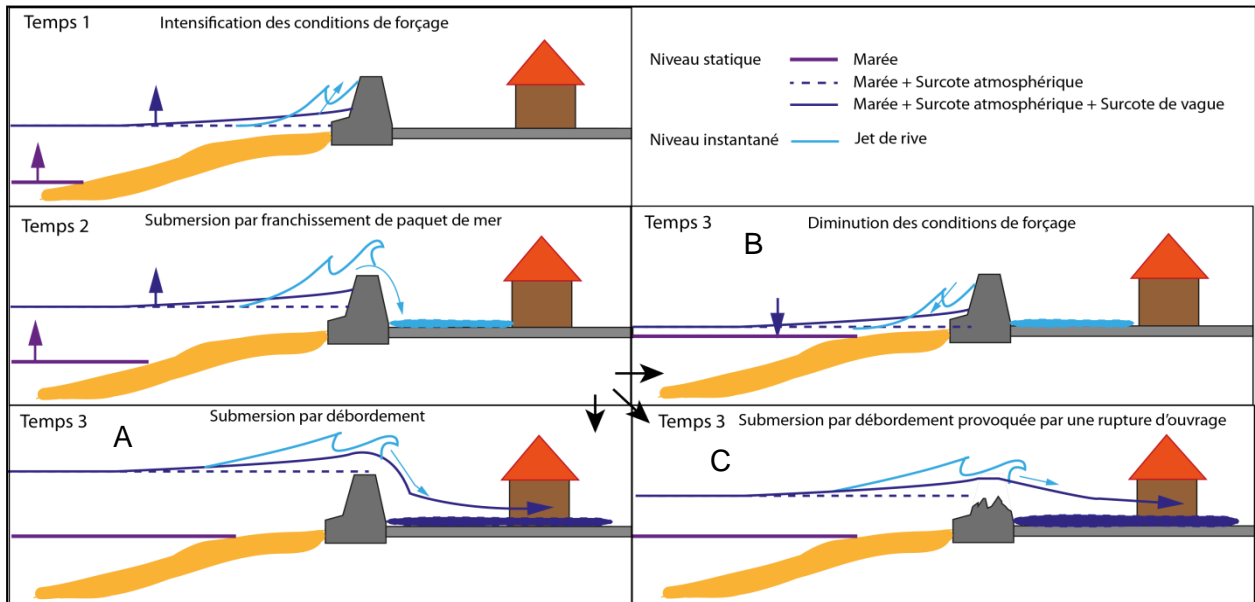 Temps 1
Intensification des conditions de forçage
Niveau statique
Marée
Marée + Surcote atmosphérique
Marée + Surcote atmosphérique + Surcote de vague
Niveau instantané
Jet de rive
Temps 2
Submersion par franchissement de paquet de mer
Temps 3
B
Diminution des conditions de forçage
Temps 3
A
Submersion par débordement
Temps 3
C
Submersion par débordement provoquée par une rupture d'ouvrage